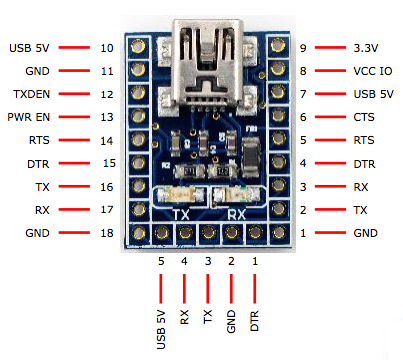 USB 5V 10 9 3.3V
GND 11 8 VCC IO
TXDEN 12 7 USB 5V
PWR EN 13 6 CTS
RTS 14 5 RTS
DTR 15 4 DTR
TX 16 3 RX
RX 17 2 TX
GND 18 1 GND
TX RX
5 4 3 2 1
USB 5V RX TX GND DTR